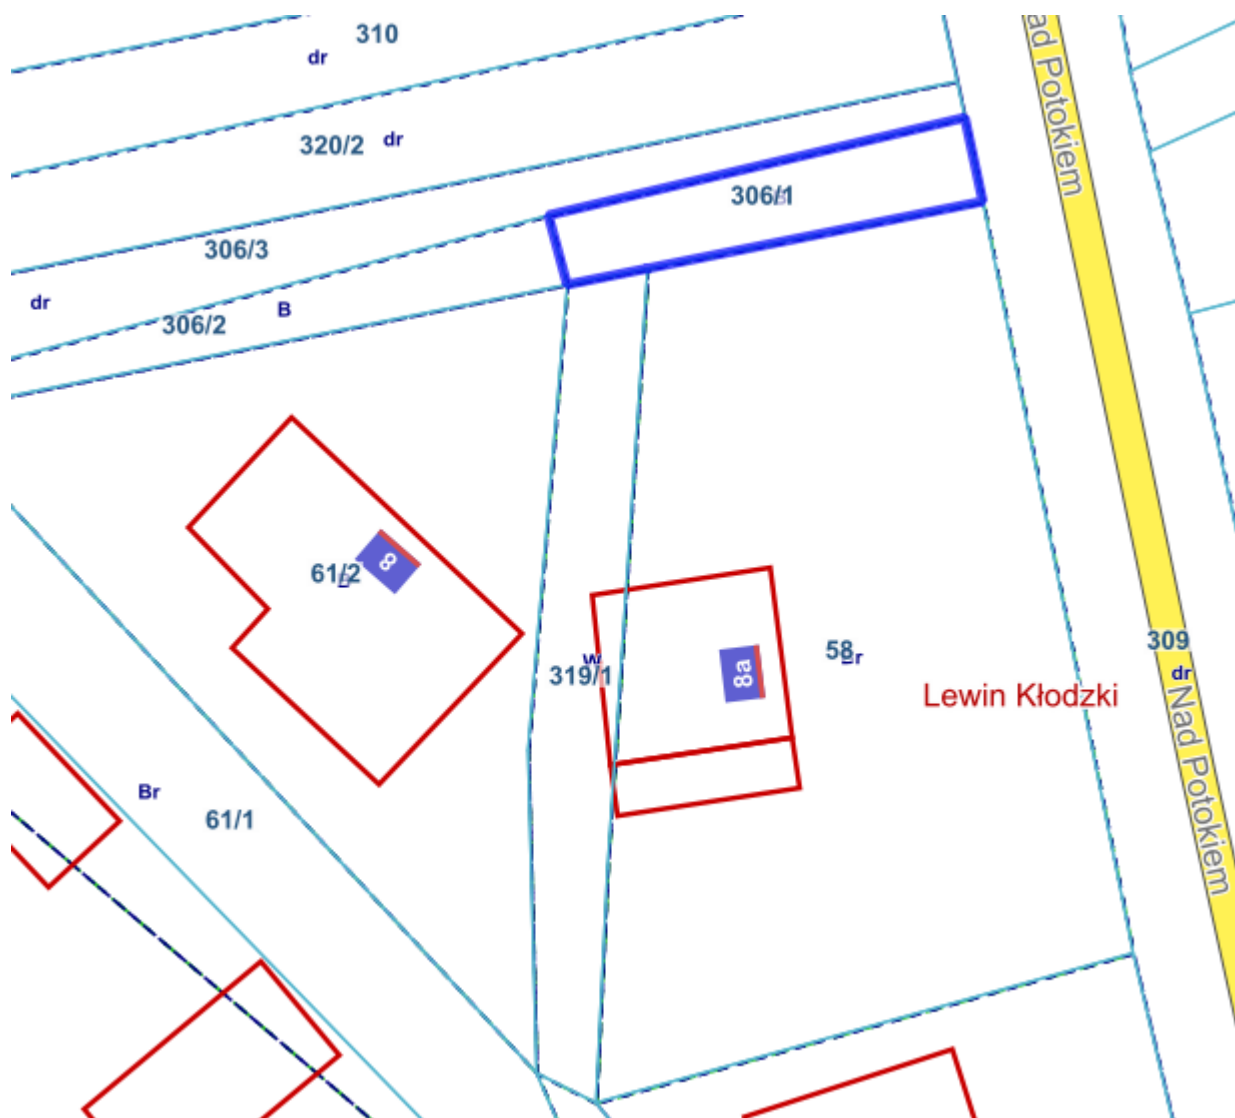 310
dr
ad Potokiem
320/2 dr
306/1
306/3
dr
B
306/2
8
61/2
W
319/1
8a
58
309
dr
Lewin Kłodzki
Nad Potokiem
Br
61/1